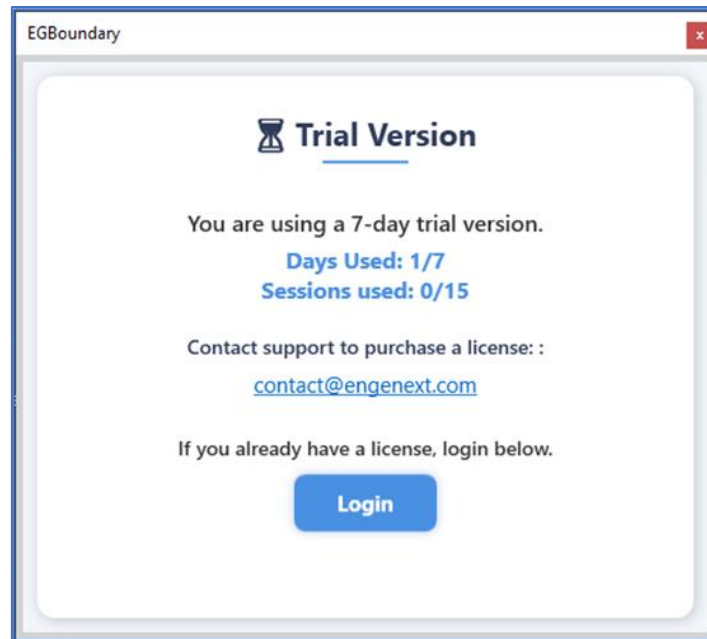 EGBoundary
x
Trial Version
You are using a 7-day trial version.
Days Used: 1/7
Sessions used: 0/15
Contact support to purchase a license: :
contact@engenext.com
If you already have a license, login below.
Login